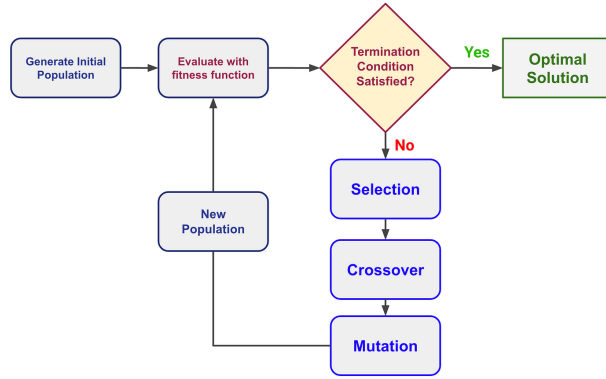 Generate Initial
Population
Evaluate with
fitness function
Termination
Condition
Satisfied?
Yes
Optimal
Solution
No
Selection
New
Population
Crossover
Mutation